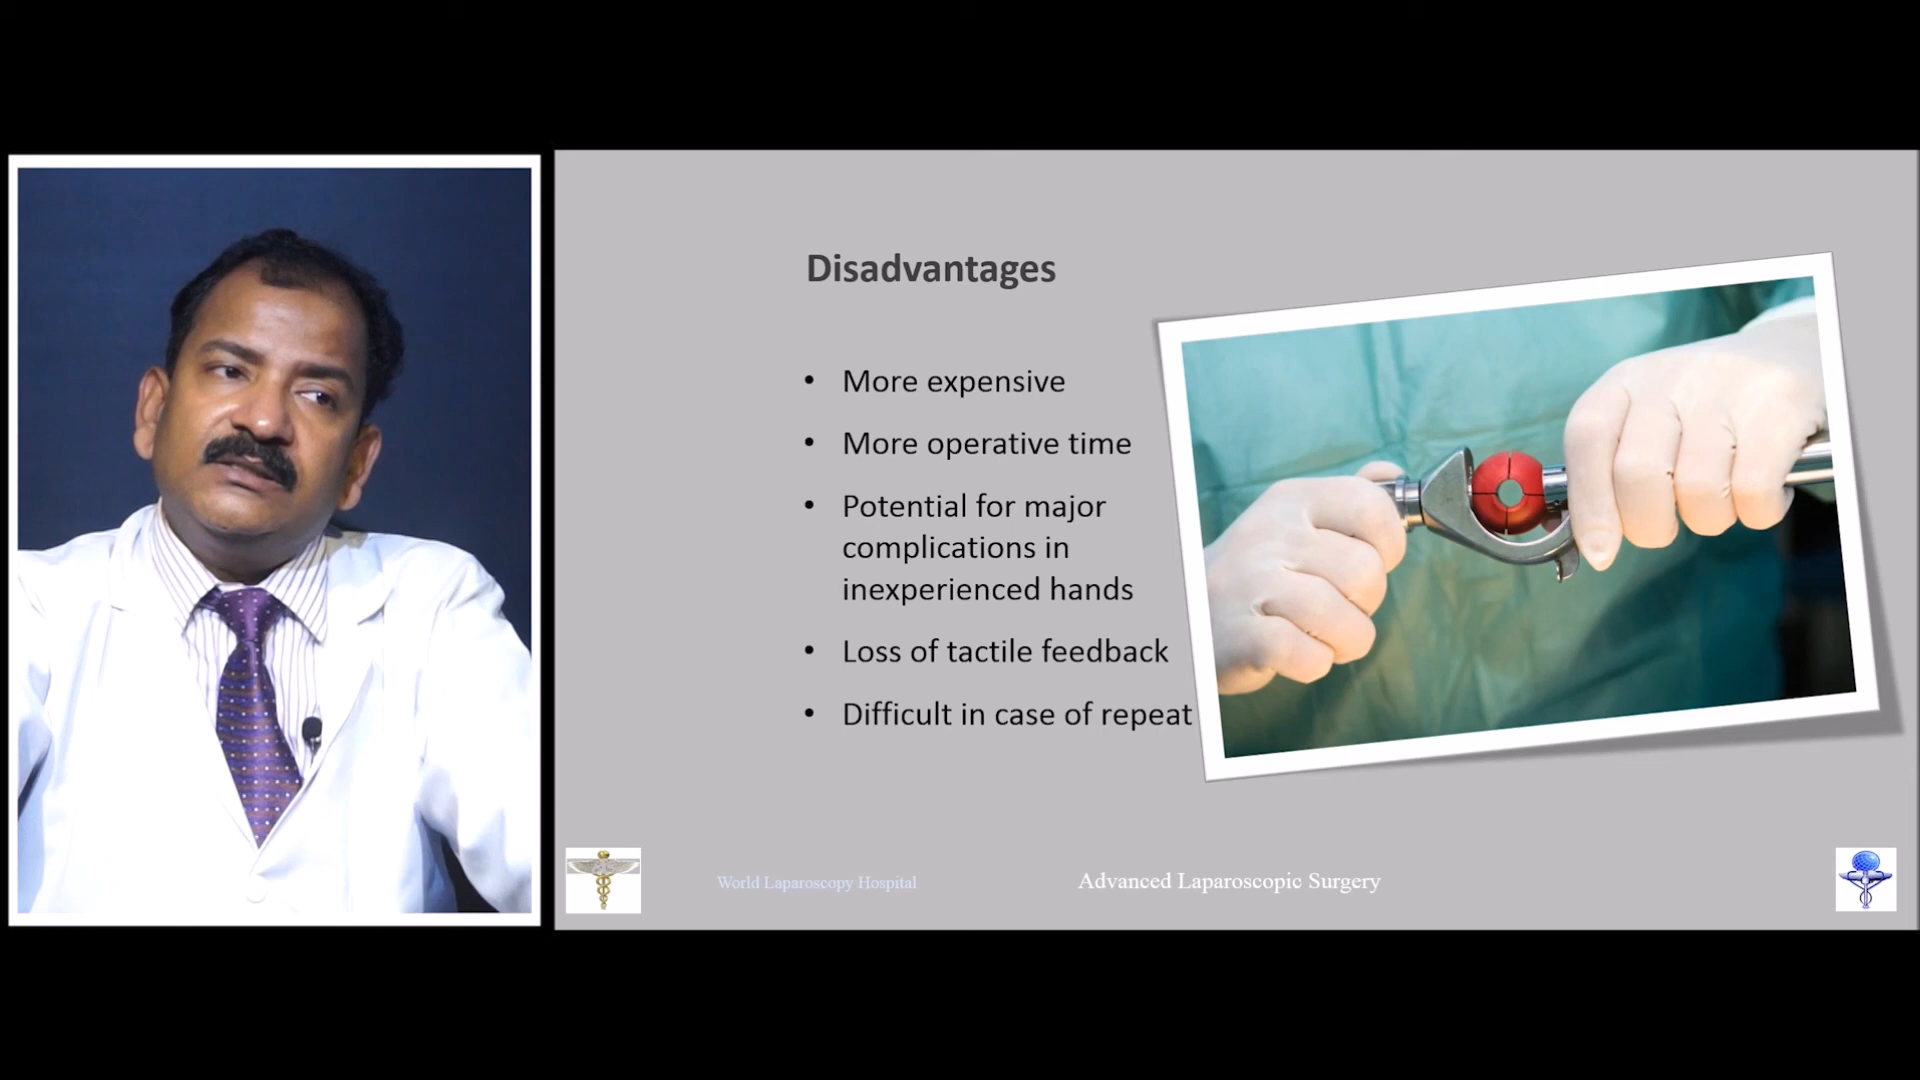 Disadvantages
• More expensive
• More operative time
• Potential for major
complications in
inexperienced hands
• Loss of tactile feedback
• Difficult in case of repeat
World Laparoscopy Hospital
Advanced Laparoscopic Surgery